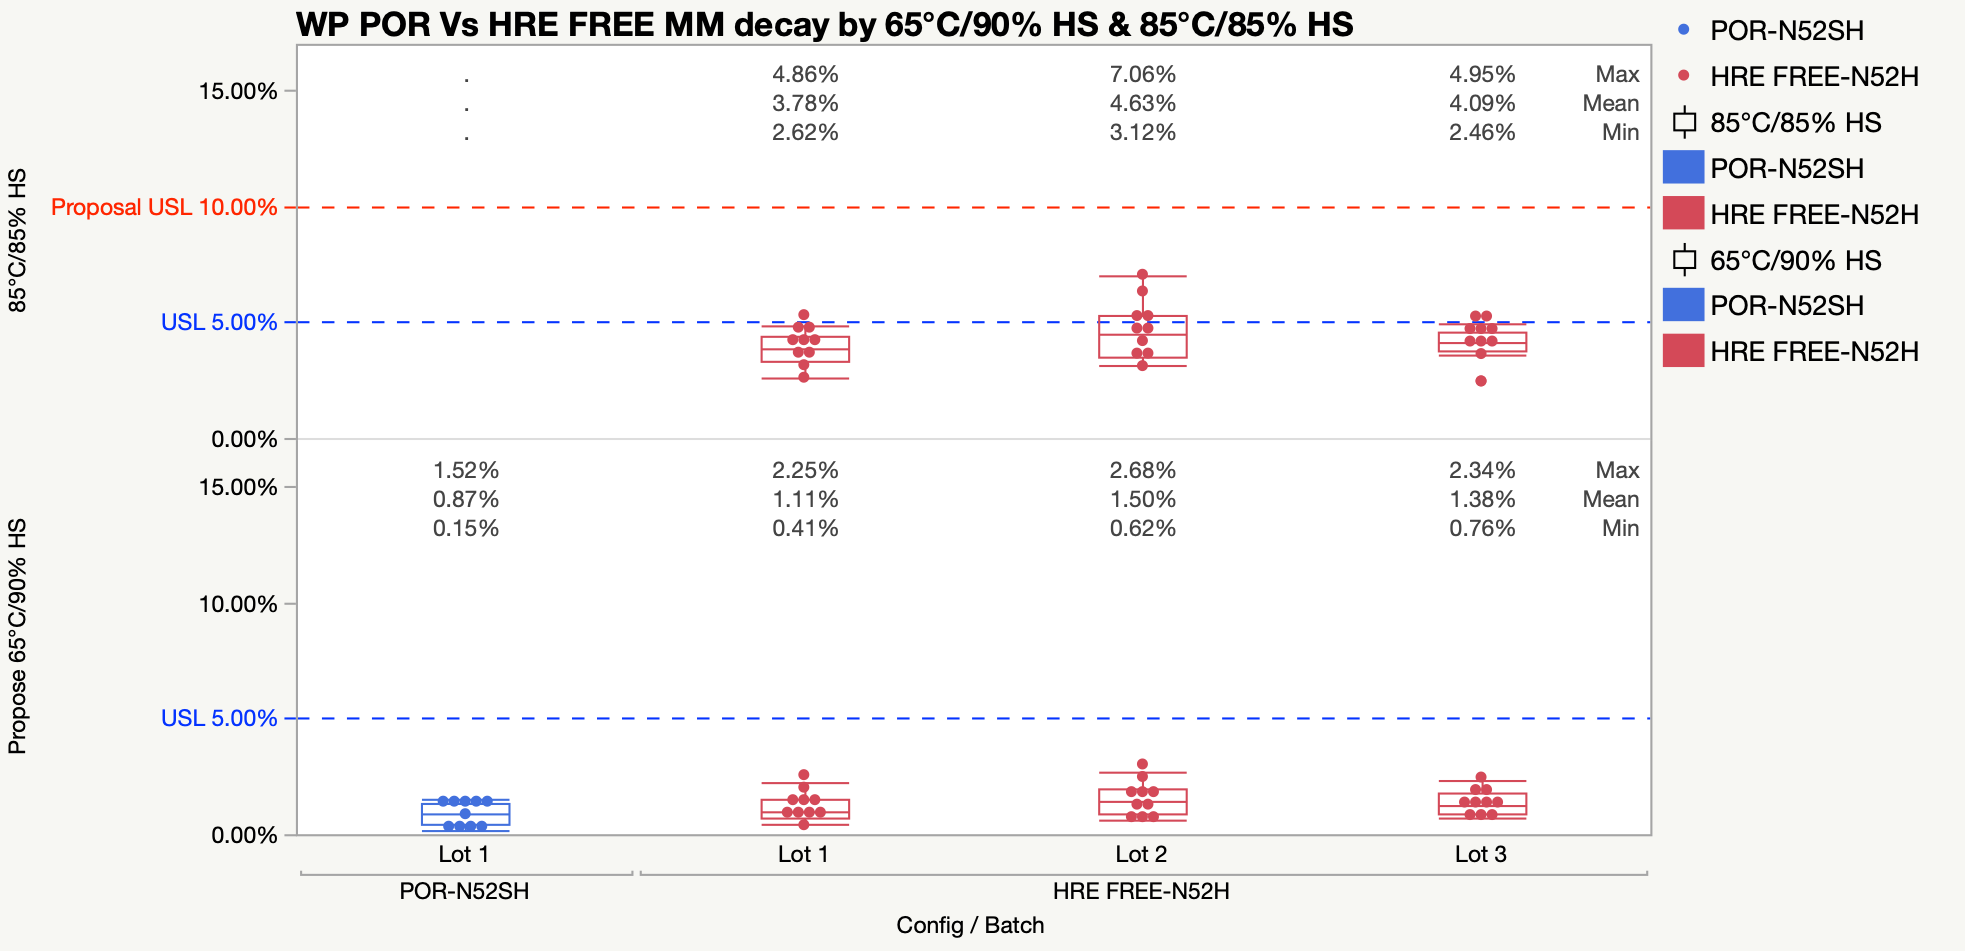 WP POR Vs HRE FREE MM decay by 65°C/90% HS & 85°C/85% HS
POR-N52SH
HRE FREE-N52H
85°C/85% HS
POR-N52SH
HRE FREE-N52H
65°C/90% HS
POR-N52SH
HRE FREE-N52H
85°C/85% HS
. 4.86% 7.06% 4.95% Max
. 3.78% 4.63% 4.09% Mean
. 2.62% 3.12% 2.46% Min
15.00%
Proposal USL 10.00%
USL 5.00%
0.00%
Propose 65°C/90% HS
1.52% 2.25% 2.68% 2.34% Max
0.87% 1.11% 1.50% 1.38% Mean
0.15% 0.41% 0.62% 0.76% Min
15.00%
10.00%
USL 5.00%
0.00%
Lot 1 Lot 1 Lot 2 Lot 3
POR-N52SH HRE FREE-N52H
Config / Batch